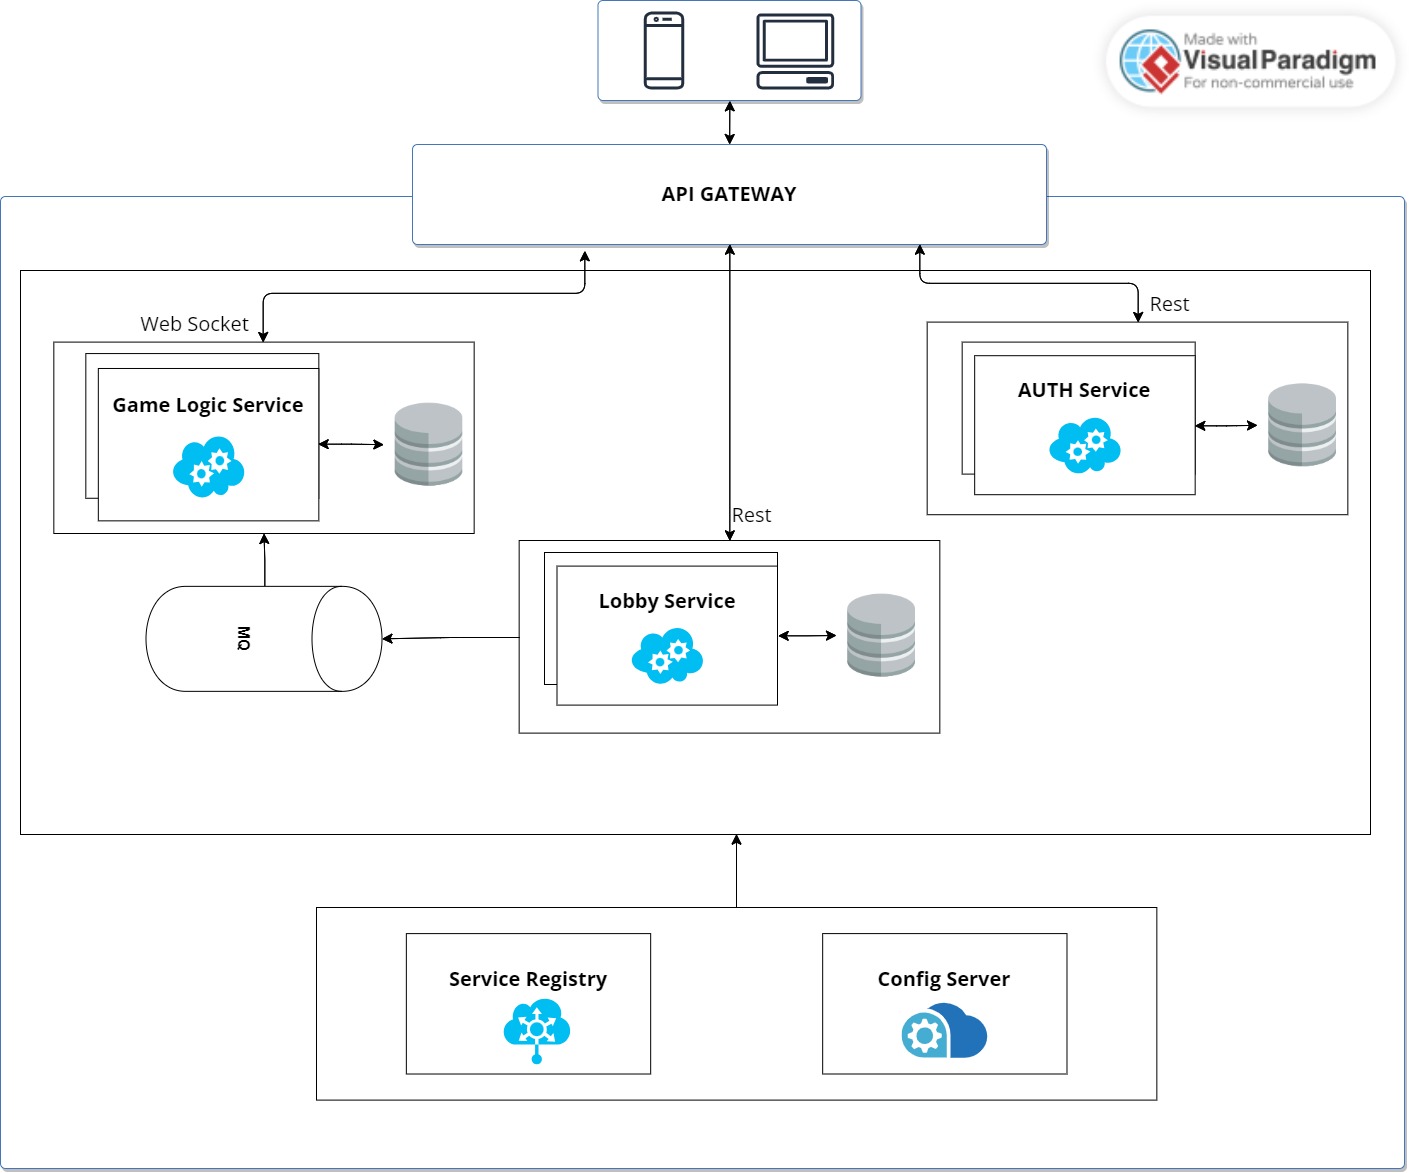 Made with
Visual Paradigm
For non-commercial use
API GATEWAY
Web Socket
Rest
Game Logic Service
AUTH Service
Rest
Lobby Service
MQ
Service Registry
Config Server